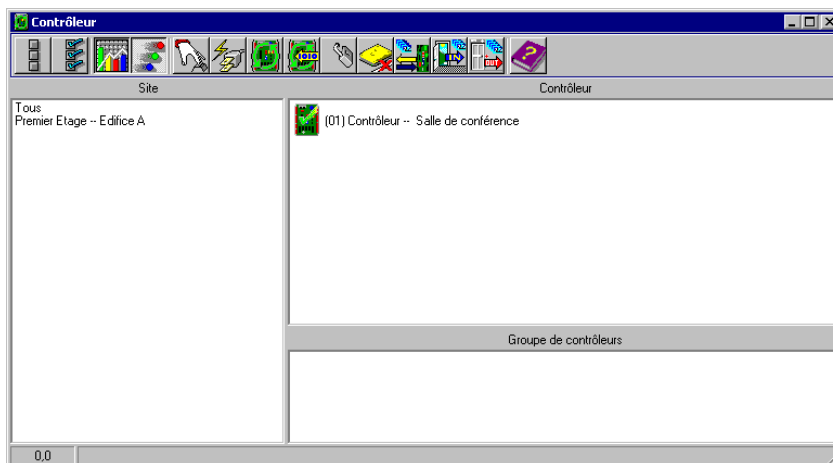 Contrôleur
Site
Contrôleur
Tous
Premier Etage -- Edifice A
(01) Contrôleur -- Salle de conférence
Groupe de contrôleurs
0,0